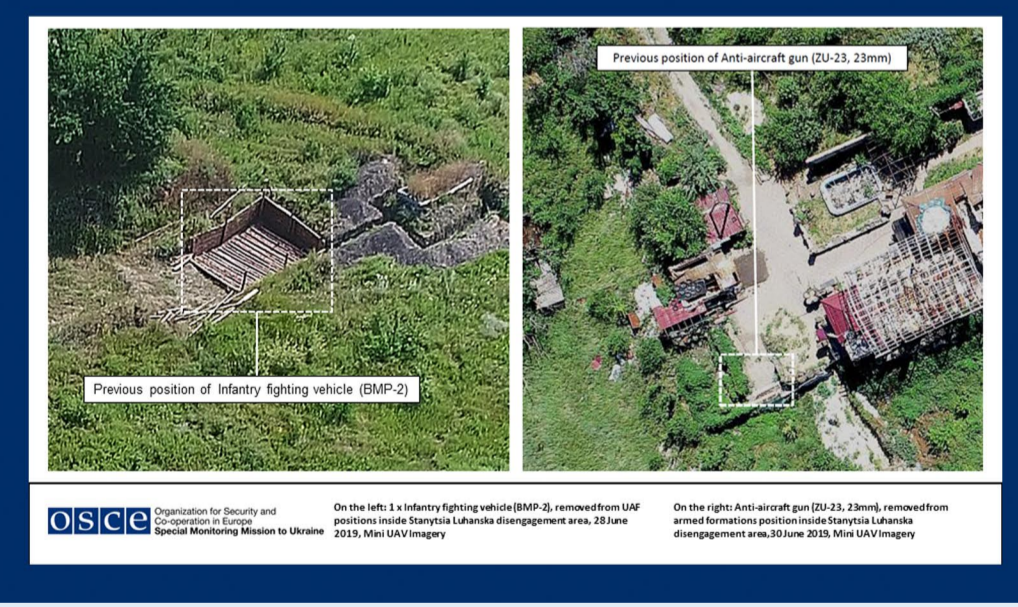 Previous position of Anti-aircraft gun (ZU-23, 23mm)
Previous position of Infantry fighting vehicle (BMP-2)
OSCE
Organization for Security and
Co-operation in Europe
Special Monitoring Mission to Ukraine
On the left: 1 x Infantry fighting vehicle (BMP-2), removed from UAF
positions inside Stanytsia Luhanska disengagement area, 28 June
2019, Mini UAV Imagery
On the right: Anti-aircraft gun (ZU-23, 23mm), removed from
armed formations position inside Stanytsia Luhanska
disengagement area,30 June 2019, Mini UAV Imagery